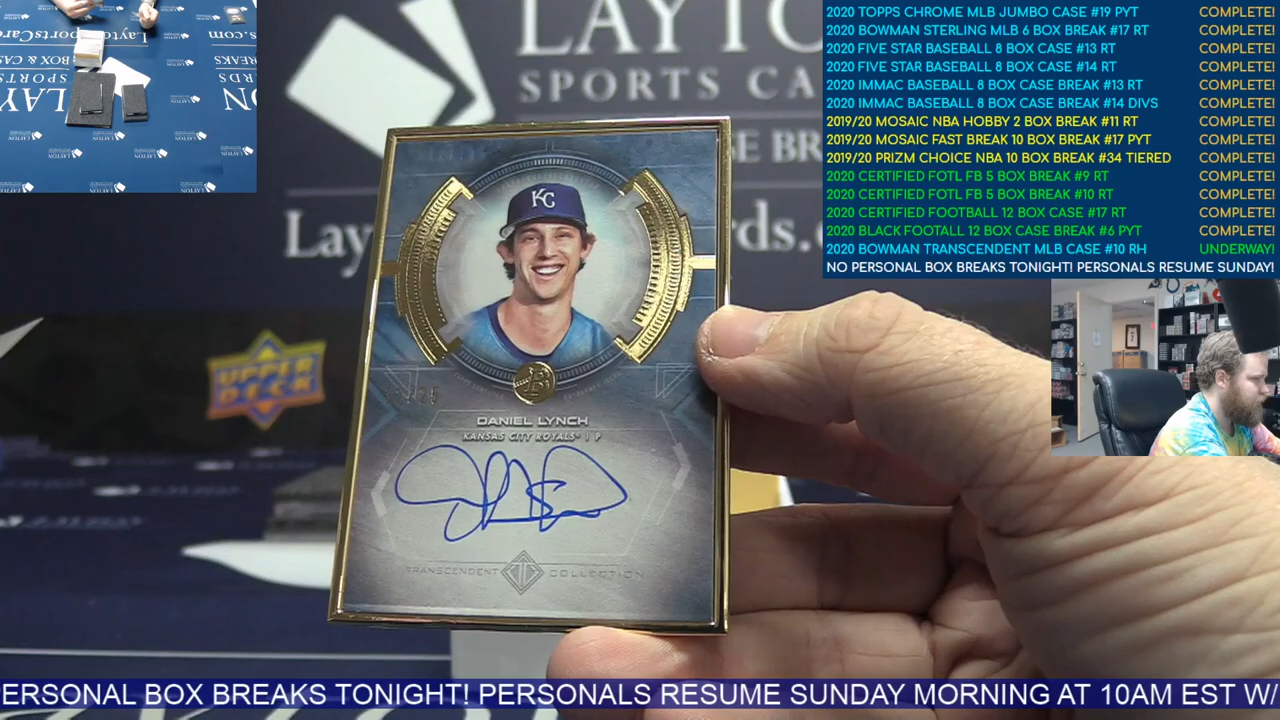 LAYTO
SPORTS CA
SE BR
Lay
rds.c
UPPER
DECK
2020 TOPPS CHROME MLB JUMBO CASE #19 PYT COMPLETE!
2020 BOWMAN STERLING MLB 6 BOX BREAK #17 RT COMPLETE!
2020 FIVE STAR BASEBALL 8 BOX CASE #13 RT COMPLETE!
2020 FIVE STAR BASEBALL 8 BOX CASE #14 RT COMPLETE!
2020 IMMAC BASEBALL 8 BOX CASE BREAK #13 RT COMPLETE!
2020 IMMAC BASEBALL 8 BOX CASE BREAK #14 DIVS COMPLETE!
2019/20 MOSAIC NBA HOBBY 2 BOX BREAK #11 RT COMPLETE!
2019/20 MOSAIC FAST BREAK 10 BOX BREAK #17 PYT COMPLETE!
2019/20 PRIZM CHOICE NBA 10 BOX BREAK #34 TIERED COMPLETE!
2020 CERTIFIED FOTL FB 5 BOX BREAK #9 RT COMPLETE!
2020 CERTIFIED FOTL FB 5 BOX BREAK #10 RT COMPLETE!
2020 CERTIFIED FOOTBALL 12 BOX CASE #17 RT COMPLETE!
2020 BLACK FOOTALL 12 BOX CASE BREAK #6 PYT COMPLETE!
2020 BOWMAN TRANSCENDENT MLB CASE #10 RH UNDERWAY!
NO PERSONAL BOX BREAKS TONIGHT! PERSONALS RESUME SUNDAY!
KC
B
DANIEL LYNCH
KANSAS CITY ROYALS® | P
TRANSCENDENT COLLECTION
ERSONAL BOX BREAKS TONIGHT! PERSONALS RESUME SUNDAY MORNING AT 10AM EST W/